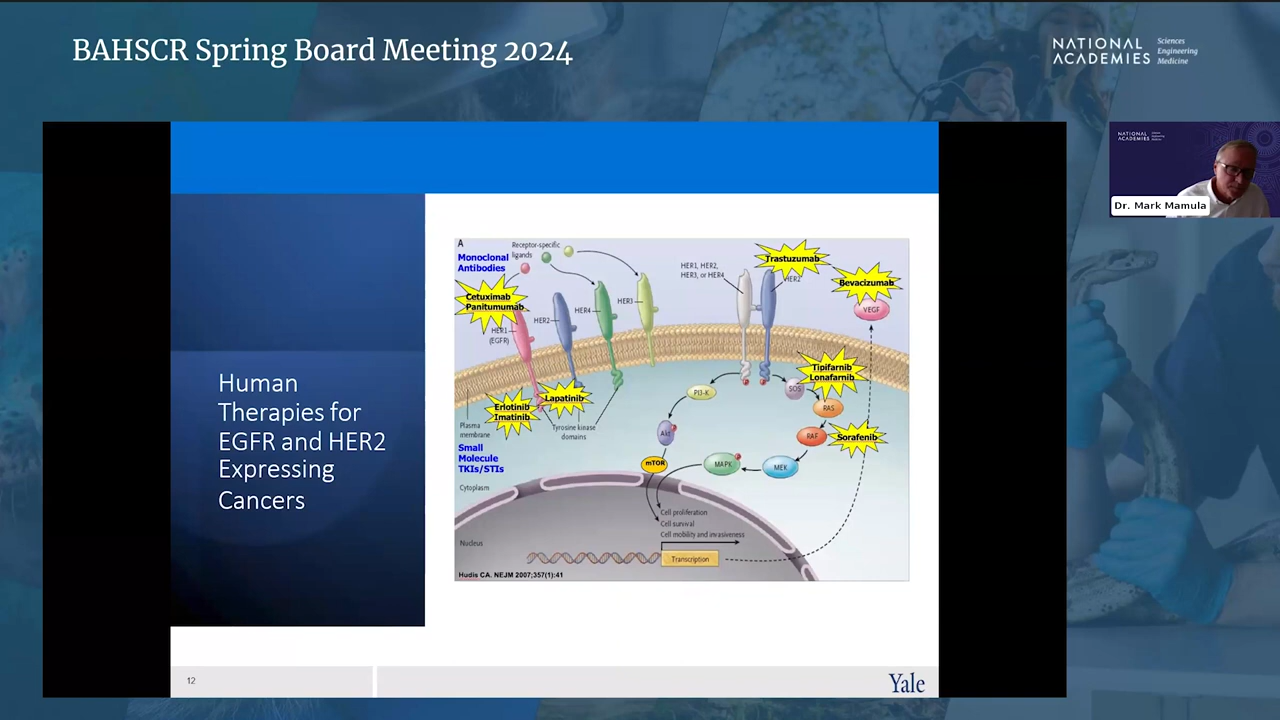 BAHSCR Spring Board Meeting 2024
NATIONAL
ACADEMIES
Sciences
Engineering
Medicine
NATIONAL
ACADEMIES
Dr. Mark Mamula
Human
Therapies for
EGFR and HER2
Expressing
Cancers
A
Receptor-specific
ligands
Monoclonal
Antibodies
Cetuximab
Panitumumab
HER1
(EGFR)
HER2
HER4
HER3
HER1, HER2,
HER3, or HER4
Trastuzumab
HER2
Bevacizumab
VEGF
Tipifarnib
Lonafarnib
SOS
RAS
RAF
Sorafenib
MEK
MAPK
PI3-K
Akt
mTOR
Erlotinib
Imatinib
Lapatinib
Tyrosine kinase
domains
Plasma
membrane
Small
Molecule
TKIs/STIs
Cytoplasm
Cell proliferation
Cell survival
Cell mobility and invasiveness
Nucleus
Transcription
Hudis CA. NEJM 2007;357(1):41
12
Yale